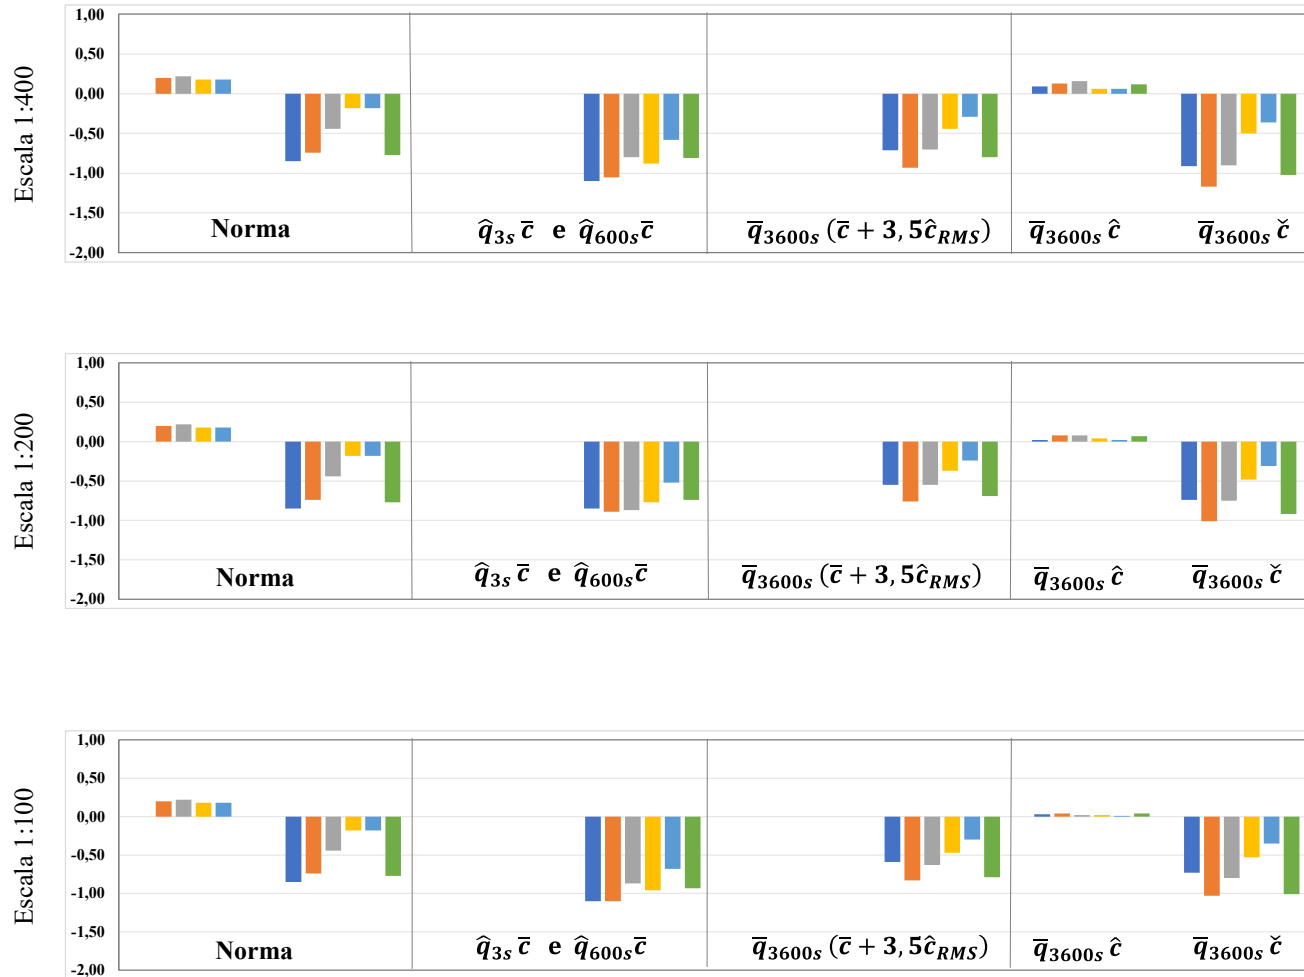 Escala 1:400
1,00
0,50
0,00
-0,50
-1,00
-1,50
-2,00
Norma
q̂₃ₛ c̄ e q̂₆₀₀ₛ c̄
q̄₃₆₀₀ₛ (c̄ + 3,5ĉ_RMS)
q̄₃₆₀₀ₛ ĉ
q̄₃₆₀₀ₛ č
Escala 1:200
1,00
0,50
0,00
-0,50
-1,00
-1,50
-2,00
Norma
q̂₃ₛ c̄ e q̂₆₀₀ₛ c̄
q̄₃₆₀₀ₛ (c̄ + 3,5ĉ_RMS)
q̄₃₆₀₀ₛ ĉ
q̄₃₆₀₀ₛ č
Escala 1:100
1,00
0,50
0,00
-0,50
-1,00
-1,50
-2,00
Norma
q̂₃ₛ c̄ e q̂₆₀₀ₛ c̄
q̄₃₆₀₀ₛ (c̄ + 3,5ĉ_RMS)
q̄₃₆₀₀ₛ ĉ
q̄₃₆₀₀ₛ č